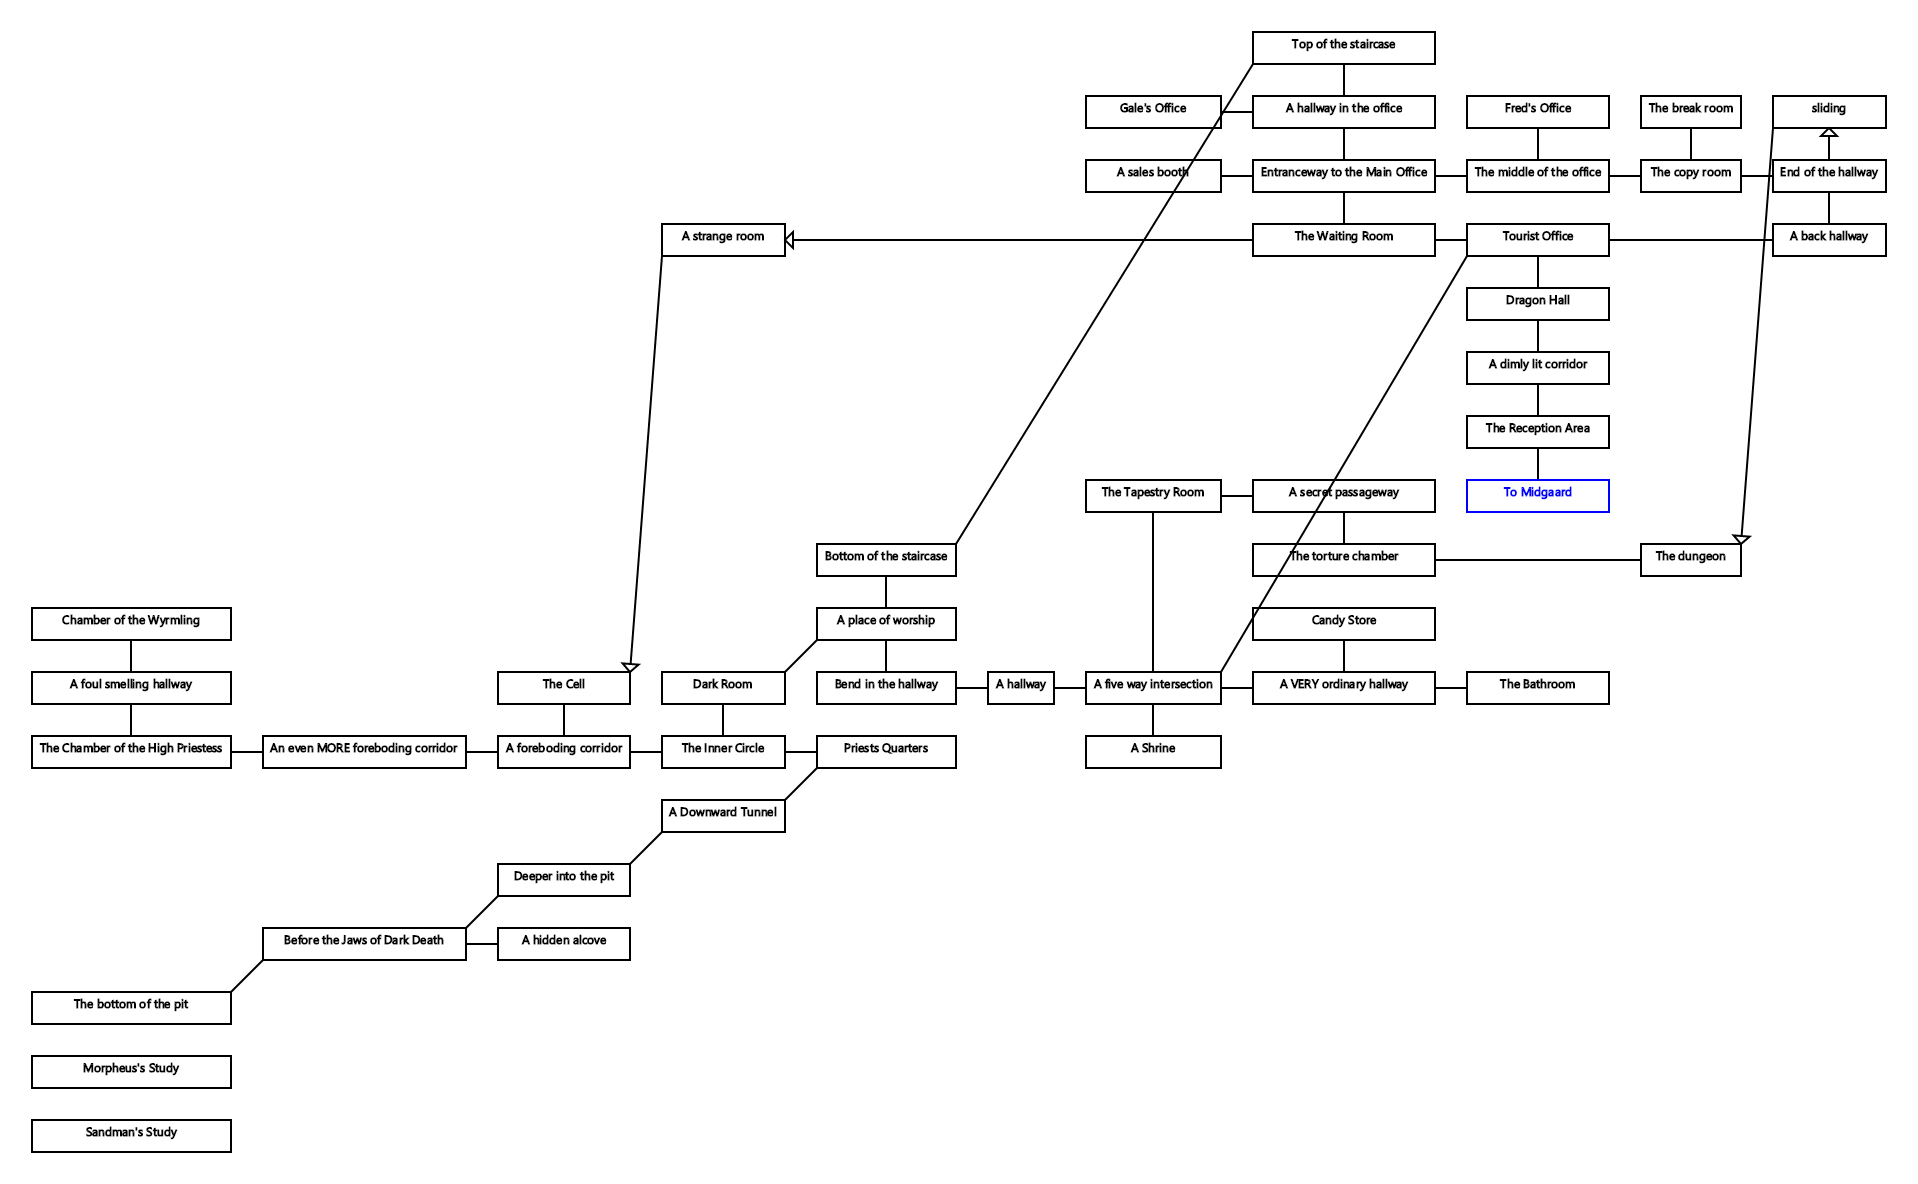 Top of the staircase
Gale's Office
A hallway in the office
Fred's Office
The break room
sliding
A sales booth
Entranceway to the Main Office
The middle of the office
The copy room
End of the hallway
A strange room
The Waiting Room
Tourist Office
A back hallway
Dragon Hall
A dimly lit corridor
The Reception Area
The Tapestry Room
A secret passageway
To Midgaard
Bottom of the staircase
The torture chamber
The dungeon
Chamber of the Wyrmling
A place of worship
Candy Store
A foul smelling hallway
The Cell
Dark Room
Bend in the hallway
A hallway
A five way intersection
A VERY ordinary hallway
The Bathroom
The Chamber of the High Priestess
An even MORE foreboding corridor
A foreboding corridor
The Inner Circle
Priests Quarters
A Shrine
A Downward Tunnel
Deeper into the pit
Before the Jaws of Dark Death
A hidden alcove
The bottom of the pit
Morpheus's Study
Sandman's Study